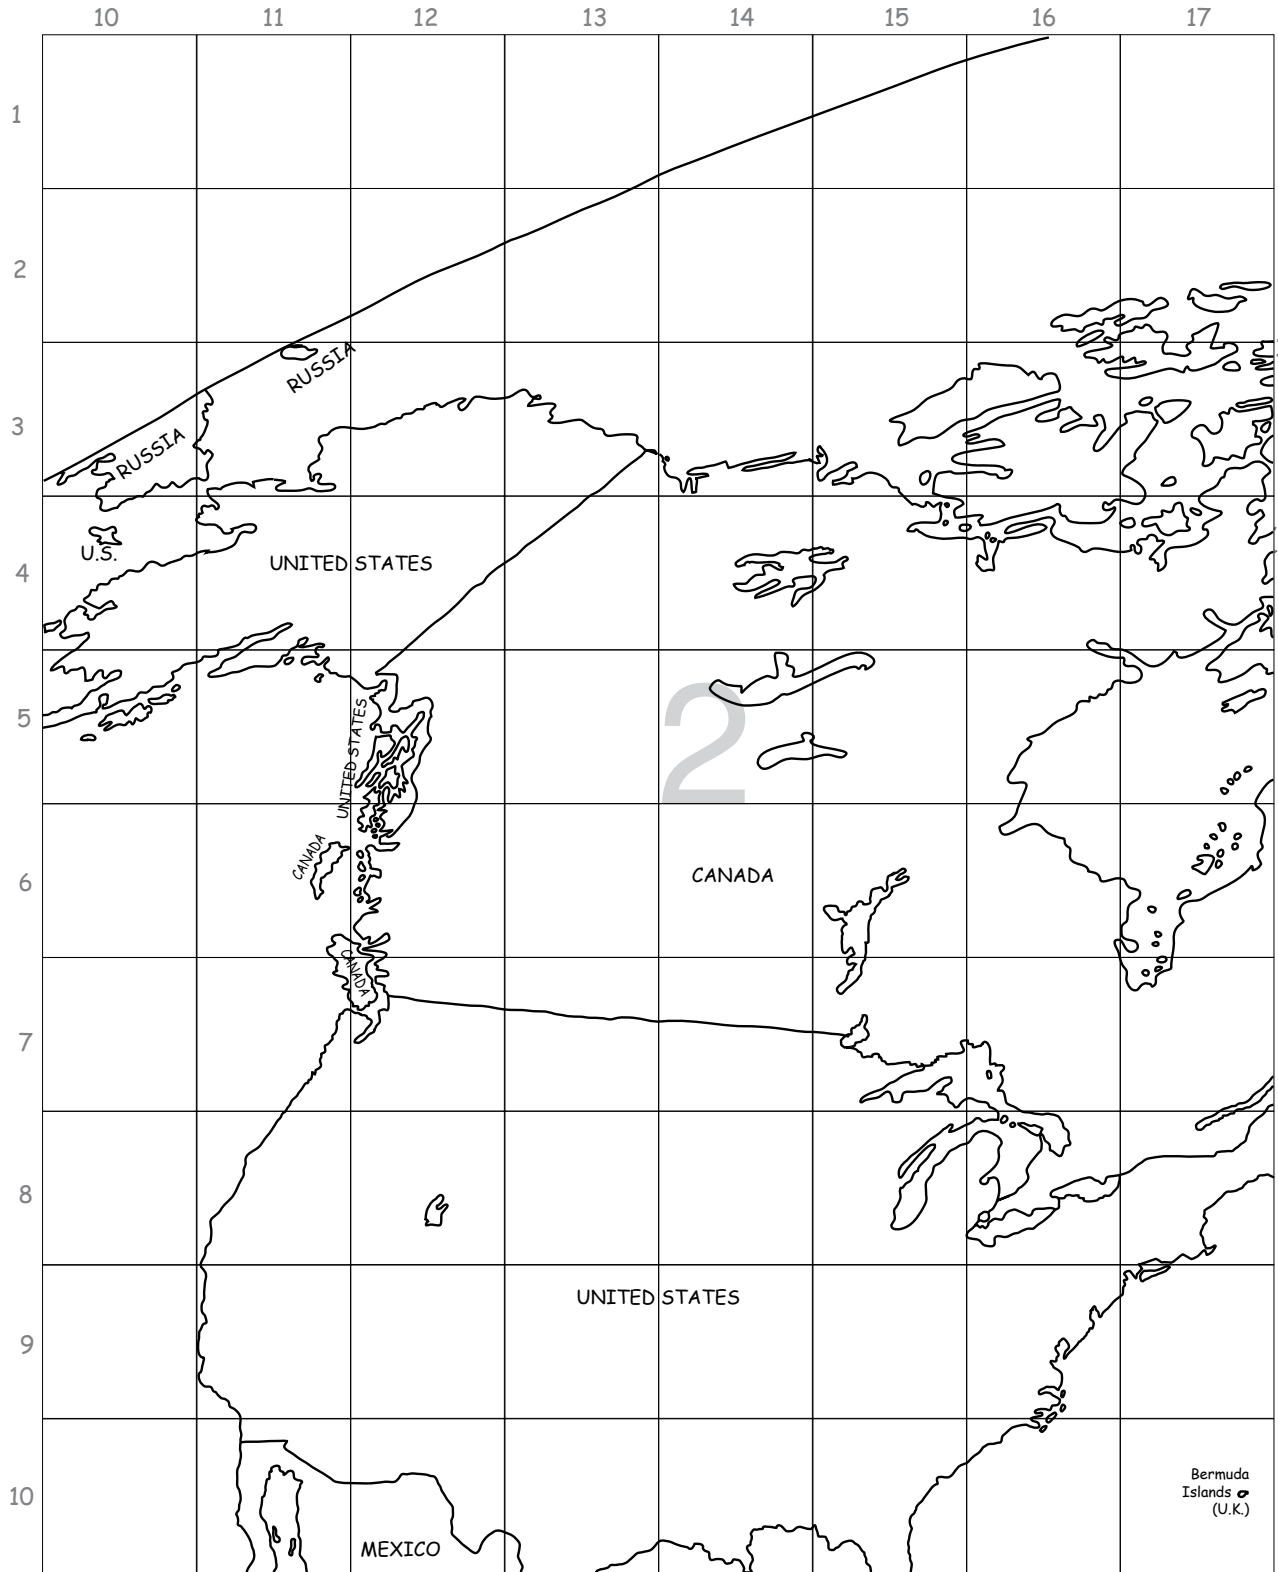 10 11 12 13 14 15 16 17
1
2
RUSSIA
3
RUSSIA
U.S.
UNITED STATES
4
2
5
UNITED STATES
CANADA
6
CANADA
CANADA
7
8
UNITED STATES
9
10
Bermuda
Islands
(U.K.)
MEXICO